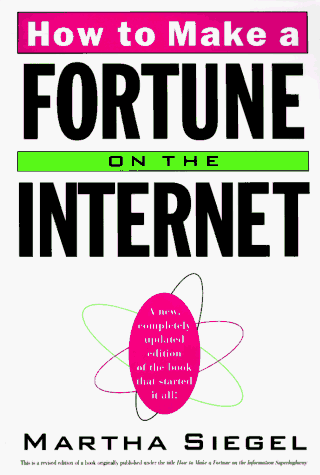 How to Make a
FORTUNE
ON THE
INTERNET
A new,
completely
updated
edition
of the book
that started
it all!
MARTHA SIEGEL
This is a revised edition of a book originally published under the title How to Make a Fortune on the Information Superhighway